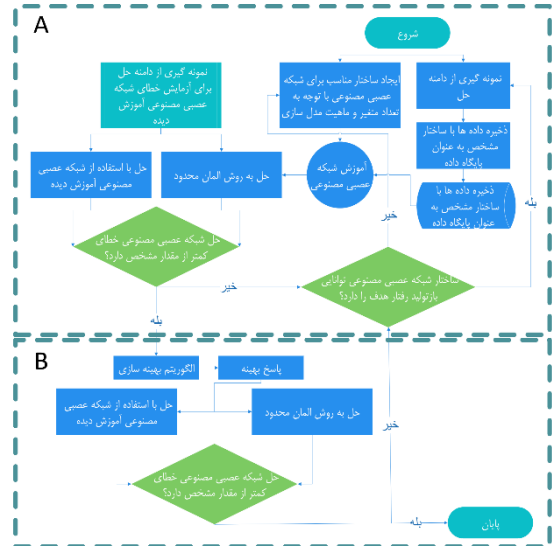 A
شروع
نمونه گیری از دامنه
حل
ذخیره داده ها با ساختار
مشخص به عنوان
پایگاه داده
ذخیره داده ها با
ساختار مشخص به
عنوان پایگاه داده
بله
ایجاد ساختار مناسب برای شبکه
عصبی مصنوعی با توجه به
تعداد متغیر و ماهیت مدل سازی
آموزش شبکه
عصبی مصنوعی
نمونه گیری از دامنه حل
برای آزمایش خطای شبکه
عصبی مصنوعی آموزش
دیده
حل به روش المان محدود
حل با استفاده از شبکه عصبی
مصنوعی آموزش دیده
خیر
حل شبکه عصبی مصنوعی خطای
کمتر از مقدار مشخص دارد؟
خیر
ساختار شبکه عصبی مصنوعی توانایی
بازتولید رفتار هدف را دارد؟
بله
B
پاسخ بهینه
الگوریتم بهینه سازی
حل به روش المان محدود
حل با استفاده از شبکه عصبی
مصنوعی آموزش دیده
خیر
حل شبکه عصبی مصنوعی خطای
کمتر از مقدار مشخص دارد؟
بله
پایان